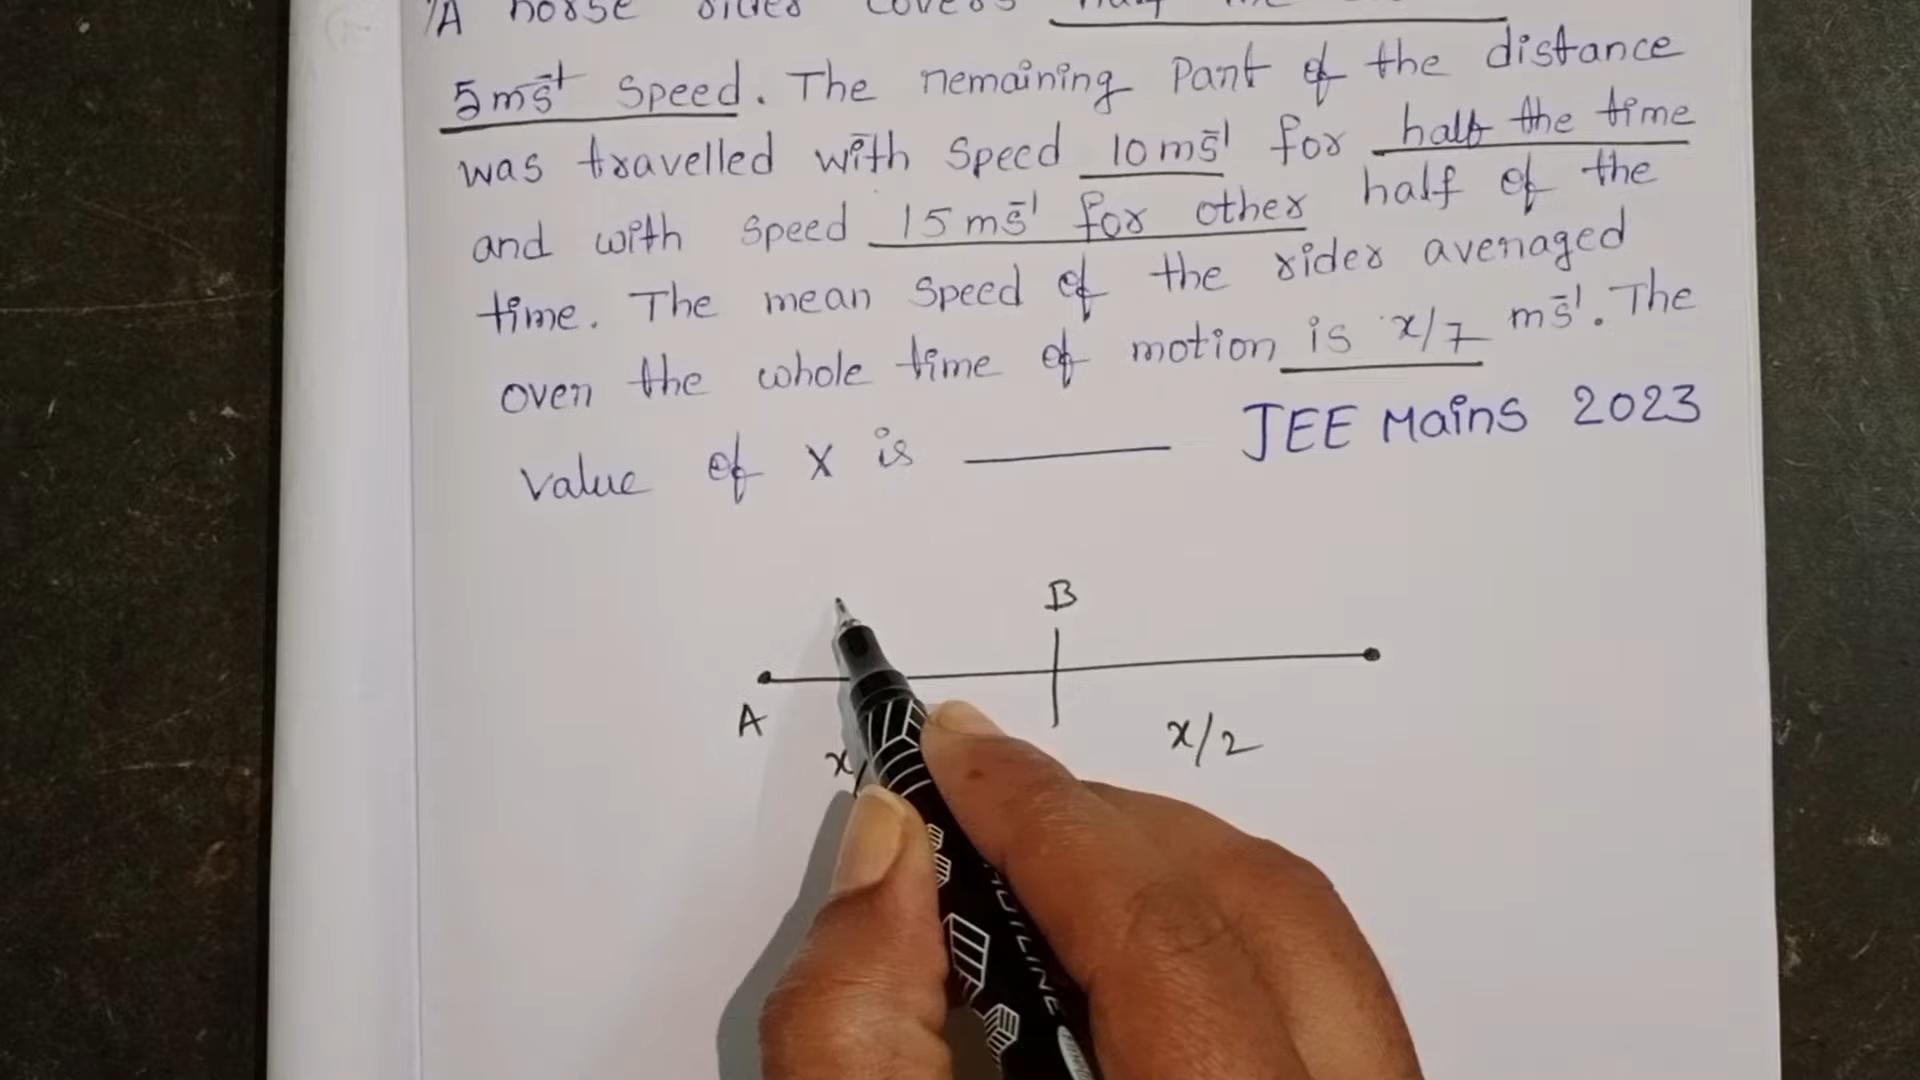 A horse rider covers half the
5ms⁻¹ speed. The remaining part of the distance
was travelled with speed 10ms⁻¹ for half the time
and with speed 15ms⁻¹ for other half of the
time. The mean speed of the rider averaged
over the whole time of motion is x/7 ms⁻¹. The
value of x is ______ JEE Mains 2023
B
A
x/
x/2